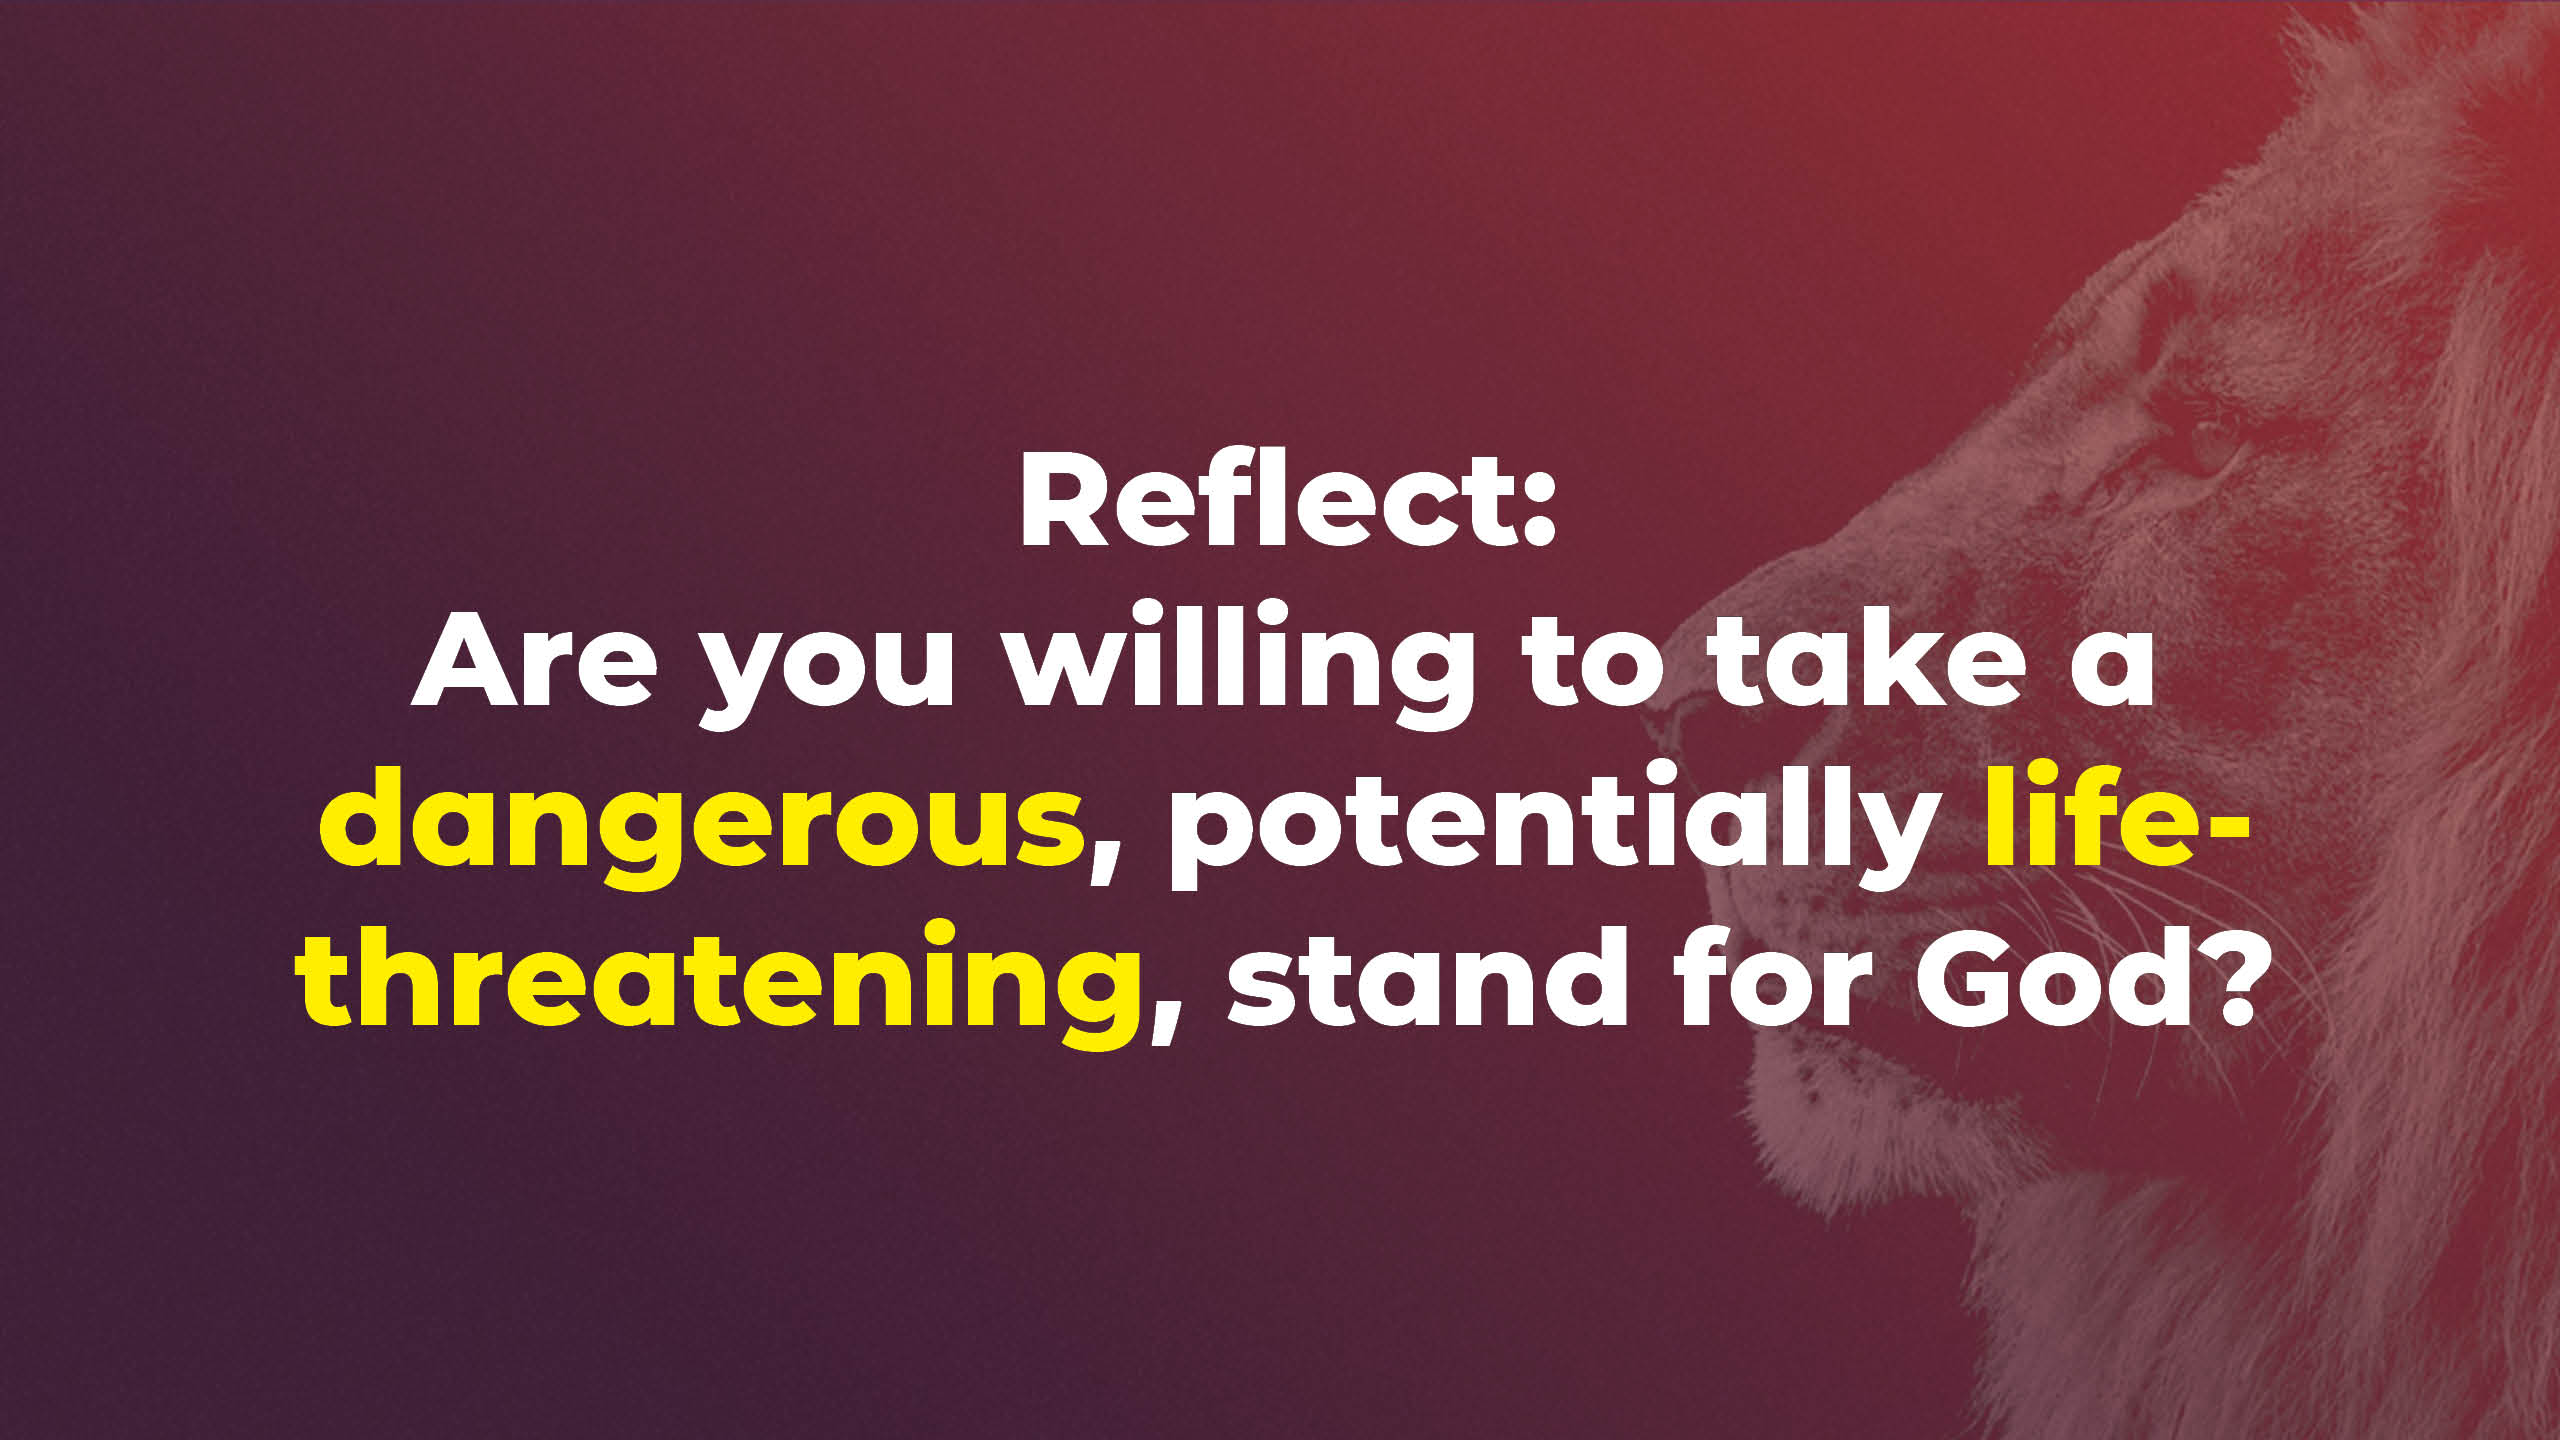 Reflect:
Are you willing to take a
dangerous, potentially life-
threatening, stand for God?